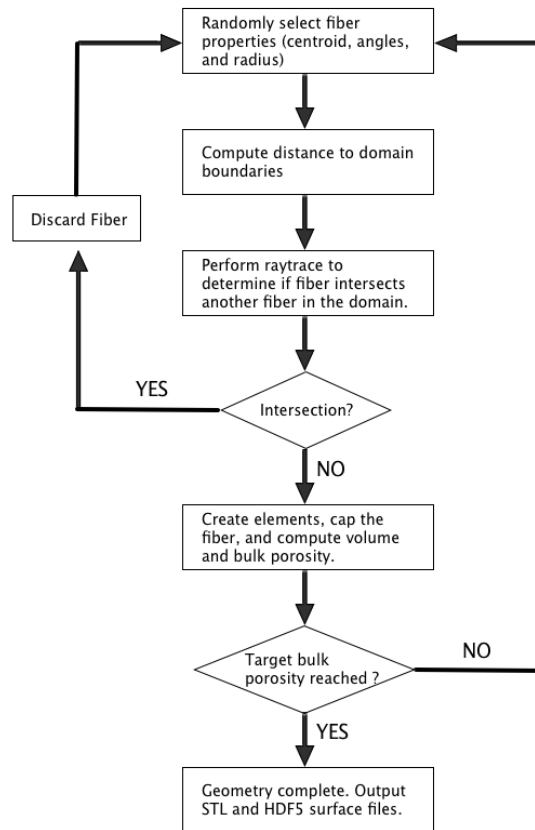 Randomly select fiber
properties (centroid, angles,
and radius)
Compute distance to domain
boundaries
Discard Fiber
Perform raytrace to
determine if fiber intersects
another fiber in the domain.
YES
Intersection?
NO
Create elements, cap the
fiber, and compute volume
and bulk porosity.
Target bulk
porosity reached ?
NO
YES
Geometry complete. Output
STL and HDF5 surface files.